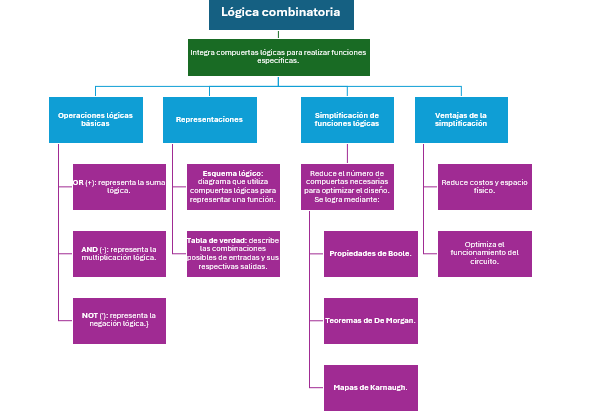 Lógica combinatoria
Integra compuertas lógicas para realizar funciones
específicas.
Operaciones lógicas
básicas
Representaciones
Simplificación de
funciones lógicas
Ventajas de la
simplificación
OR (+): representa la suma
lógica.
AND (·): representa la
multiplicación lógica.
NOT ('): representa la
negación lógica.}
Esquema lógico:
diagrama que utiliza
compuertas lógicas para
representar una función.
Tabla de verdad: describe
las combinaciones
posibles de entradas y sus
respectivas salidas.
Reduce el número de
compuertas necesarias
para optimizar el diseño.
Se logra mediante:
Propiedades de Boole.
Teoremas de De Morgan.
Mapas de Karnaugh.
Reduce costos y espacio
físico.
Optimiza el
funcionamiento del
circuito.